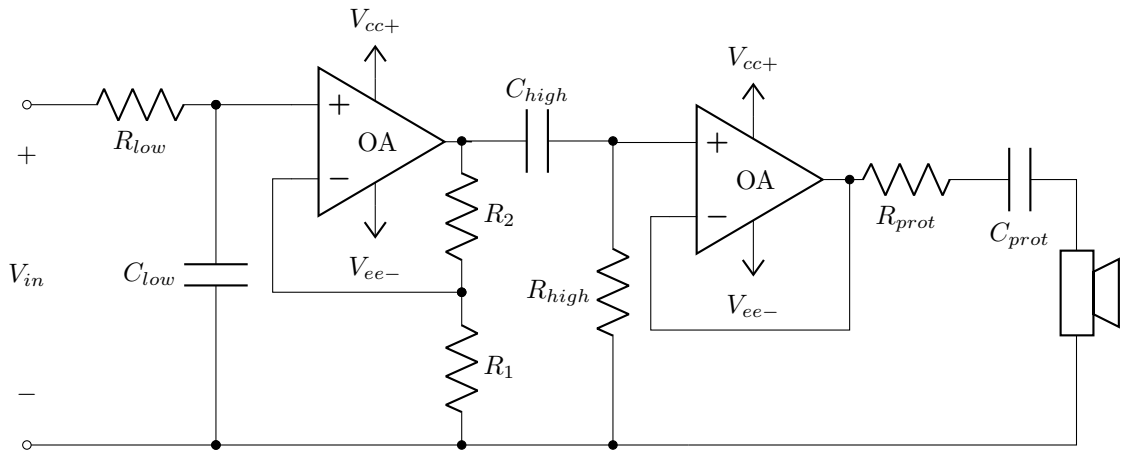 V_{cc+}
V_{cc+}
C_{high}
+
OA
R_{low}
+
+
−
OA
−
R_2
R_{prot}
C_{prot}
V_{in}
C_{low}
V_{ee−}
R_{high}
V_{ee−}
R_1
−